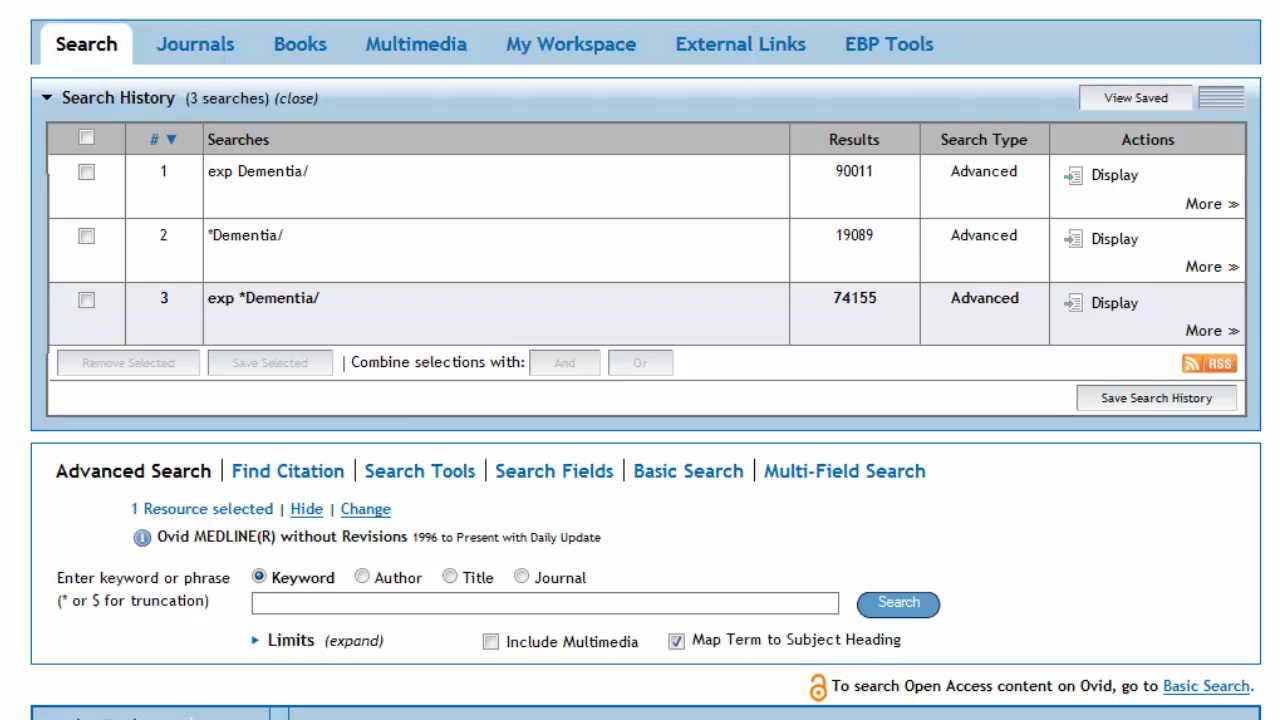 Search Journals Books Multimedia My Workspace External Links EBP Tools
Search History (3 searches) (close) View Saved
# ▼ Searches Results Search Type Actions
1 exp Dementia/ 90011 Advanced Display
More ≫
2 *Dementia/ 19089 Advanced Display
More ≫
3 exp *Dementia/ 74155 Advanced Display
More ≫
Remove Selected Save Selected | Combine selections with: And Or RSS
Save Search History
Advanced Search | Find Citation | Search Tools | Search Fields | Basic Search | Multi-Field Search
1 Resource selected | Hide | Change
Ovid MEDLINE(R) without Revisions 1996 to Present with Daily Update
Enter keyword or phrase Keyword Author Title Journal
(* or $ for truncation) Search
Limits (expand) Include Multimedia Map Term to Subject Heading
To search Open Access content on Ovid, go to Basic Search.